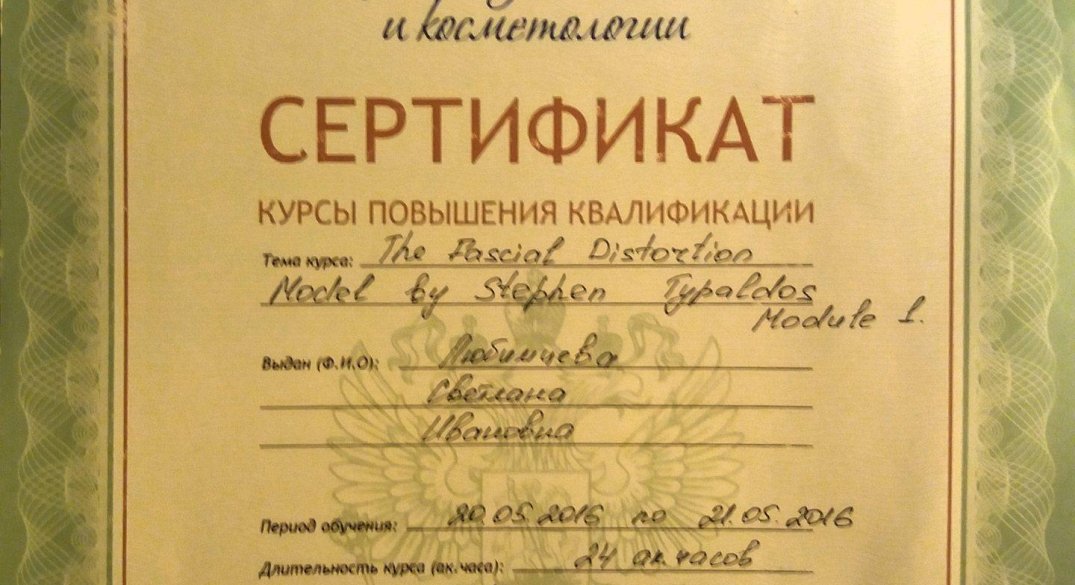 и косметологии
СЕРТИФИКАТ
КУРСЫ ПОВЫШЕНИЯ КВАЛИФИКАЦИИ
Тема курса: The Fascial Distortion
Model by Stephen Typaldos
Module 1.
Выдан (Ф.И.О): Любимцева
Светлана
Ивановна
Период обучения: 20.05.2016 по 21.05.2016
Длительность курса (ак.часа): 24 ак.часов